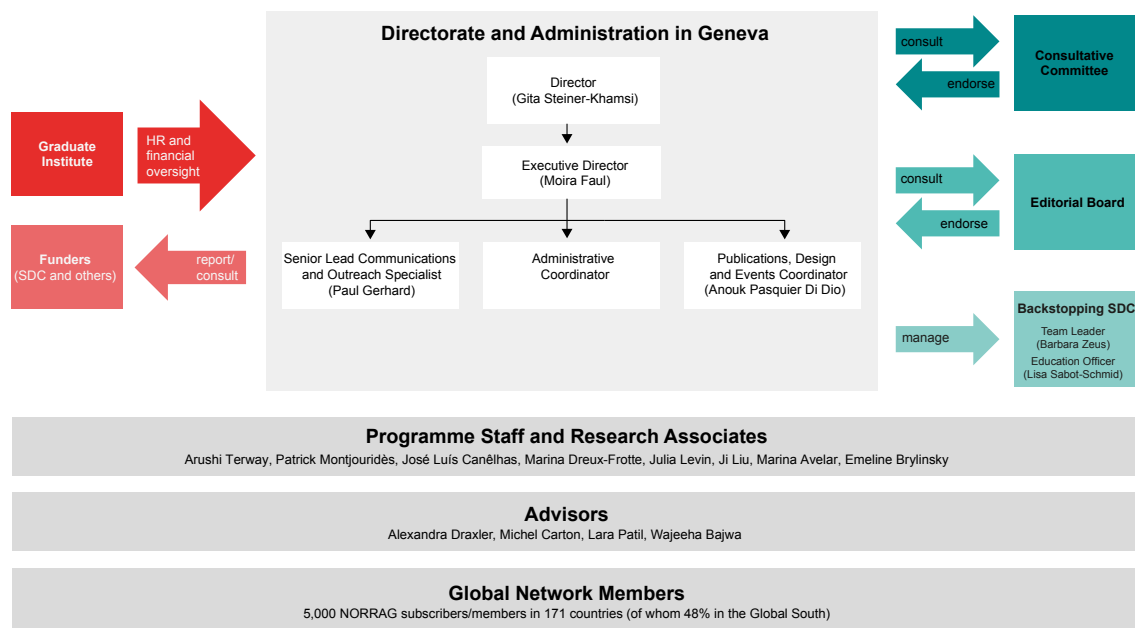 Directorate and Administration in Geneva
Director
(Gita Steiner-Khamsi)
Executive Director
(Moira Faul)
Senior Lead Communications
and Outreach Specialist
(Paul Gerhard)
Administrative
Coordinator
Publications, Design
and Events Coordinator
(Anouk Pasquier Di Dio)
Graduate
Institute
HR and
financial
oversight
Funders
(SDC and others)
report/
consult
consult
endorse
Consultative
Committee
consult
endorse
Editorial Board
manage
Backstopping SDC
Team Leader
(Barbara Zeus)
Education Officer
(Lisa Sabot-Schmid)
Programme Staff and Research Associates
Arushi Terway, Patrick Montjouridès, José Luís Canêlhas, Marina Dreux-Frotte, Julia Levin, Ji Liu, Marina Avelar, Emeline Brylinsky
Advisors
Alexandra Draxler, Michel Carton, Lara Patil, Wajeeha Bajwa
Global Network Members
5,000 NORRAG subscribers/members in 171 countries (of whom 48% in the Global South)